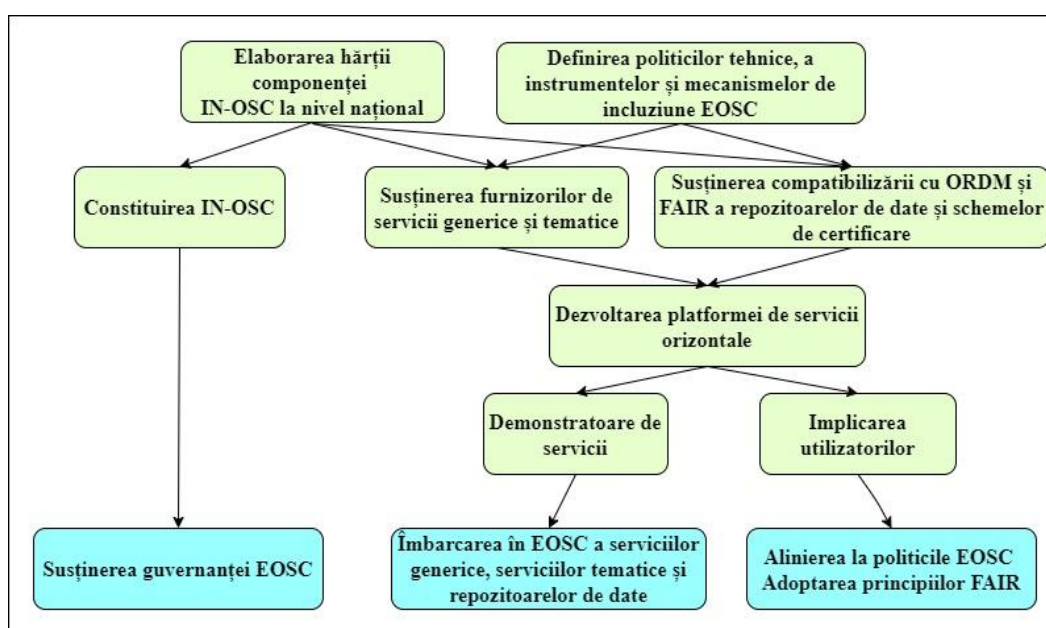 Elaborarea hărții
componenței
IN-OSC la nivel național
Definirea politicilor tehnice, a
instrumentelor și mecanismelor de
incluziune EOSC
Constituirea IN-OSC
Susținerea furnizorilor de
servicii generice și tematice
Susținerea compatibilizării cu ORDM și
FAIR a repozitoarelor de date și schemelor
de certificare
Dezvoltarea platformei de servicii
orizontale
Demonstratoare de
servicii
Implicarea
utilizatorilor
Susținerea guvernanței EOSC
Îmbarcarea în EOSC a serviciilor
generice, serviciilor tematice și
repozitoarelor de date
Alinierea la politicile EOSC
Adoptarea principiilor FAIR